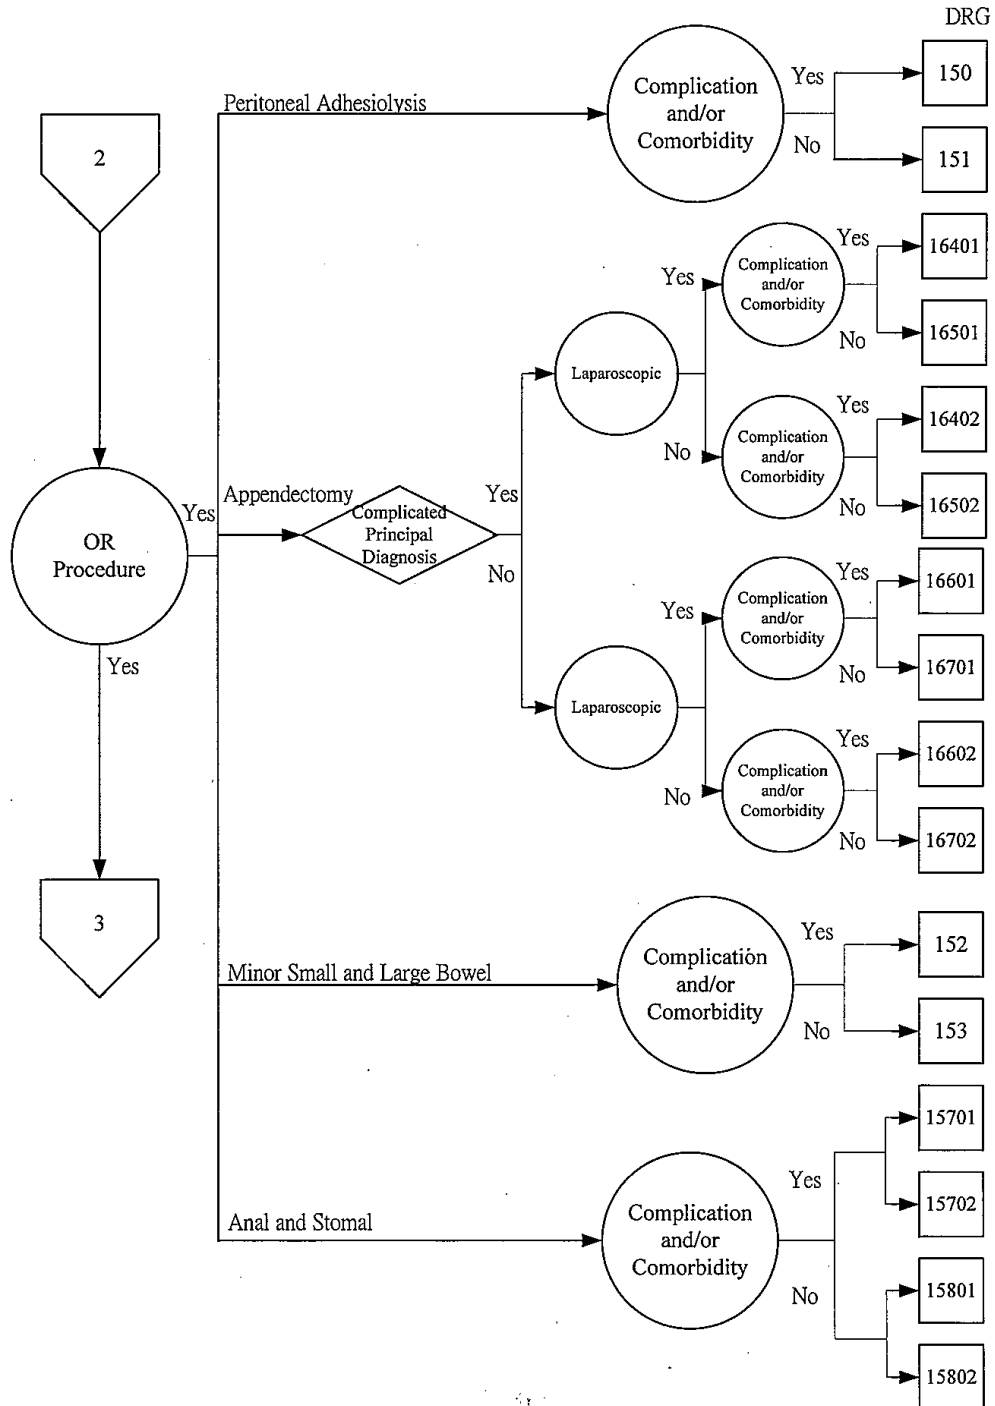 DRG
Peritoneal Adhesiolysis
Complication
and/or
Comorbidity
Yes
150
No
151
2
Yes
16401
Complication
and/or
Comorbidity
Yes
No
16501
Laparoscopic
Yes
16402
No
Complication
and/or
Comorbidity
No
16502
Appendectomy
Yes
Complicated
Principal
Diagnosis
Yes
No
OR
Procedure
Yes
Yes
16601
Complication
and/or
Comorbidity
Yes
No
16701
Laparoscopic
Yes
16602
No
Complication
and/or
Comorbidity
No
16702
3
Minor Small and Large Bowel
Complication
and/or
Comorbidity
Yes
152
No
153
Anal and Stomal
Complication
and/or
Comorbidity
Yes
15701
15702
No
15801
15802